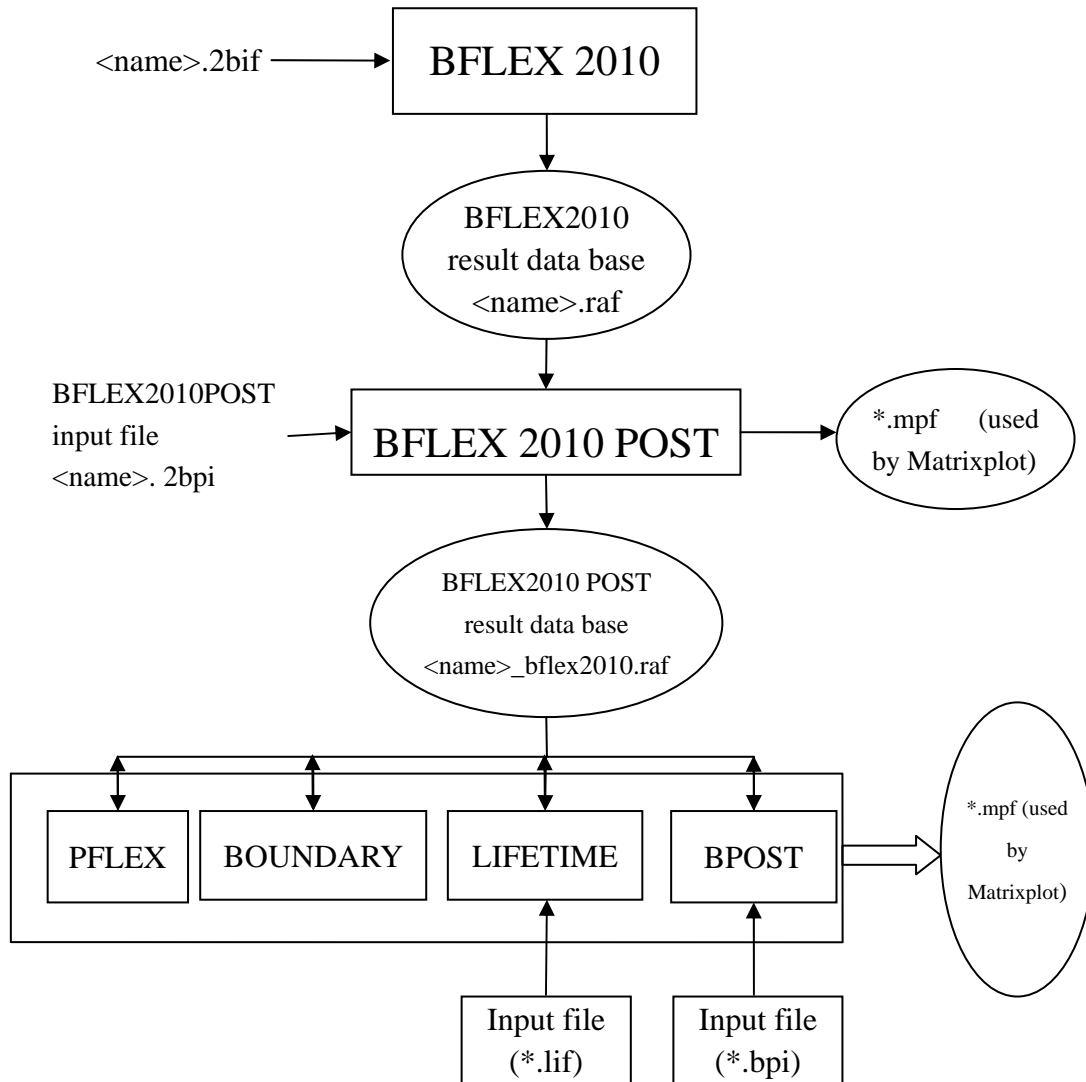 <name>.2bif
BFLEX 2010
BFLEX2010
result data base
<name>.raf
BFLEX2010POST
input file
<name>. 2bpi
BFLEX 2010 POST
*.mpf (used
by Matrixplot)
BFLEX2010 POST
result data base
<name>_bflex2010.raf
PFLEX
BOUNDARY
LIFETIME
BPOST
*.mpf (used
by
Matrixplot)
Input file
(*.lif)
Input file
(*.bpi)